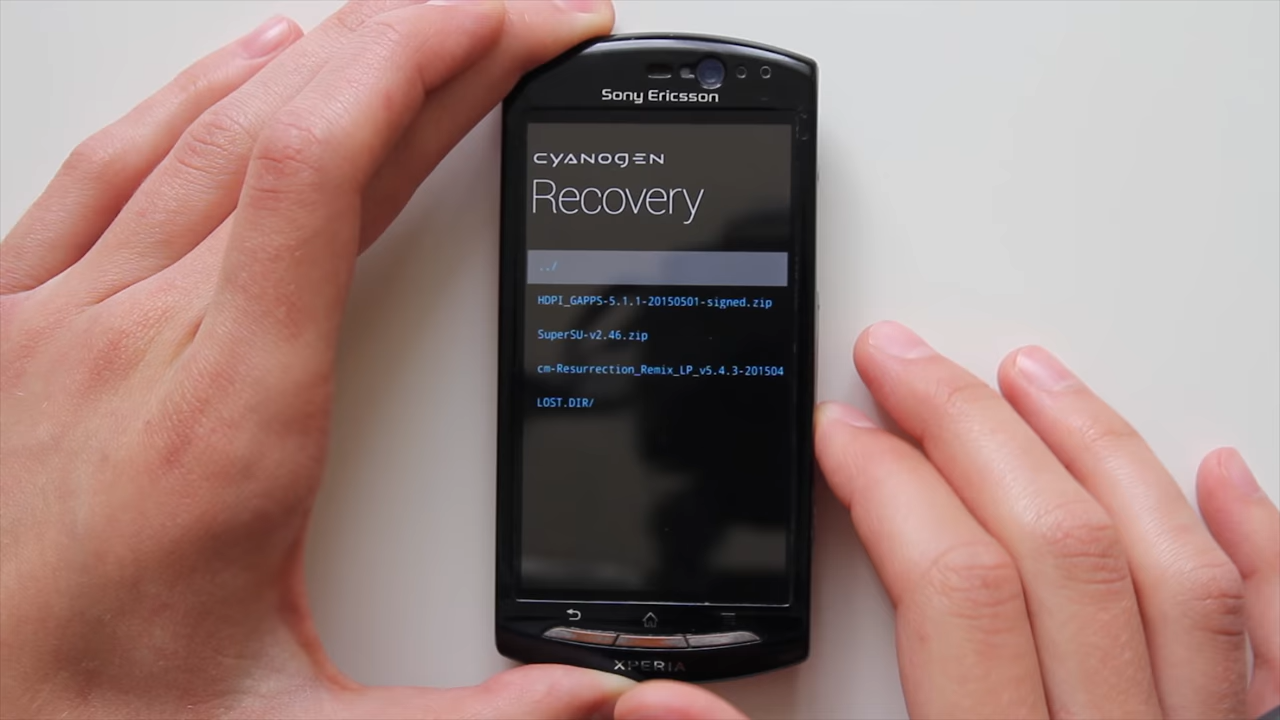 Sony Ericsson
CYANOGEN
Recovery
../
HDPI_GAPPS-5.1.1-20150501-signed.zip
SuperSU-v2.46.zip
cm-Resurrection_Remix_LP_v5.4.3-201504
LOST.DIR/
XPERIA